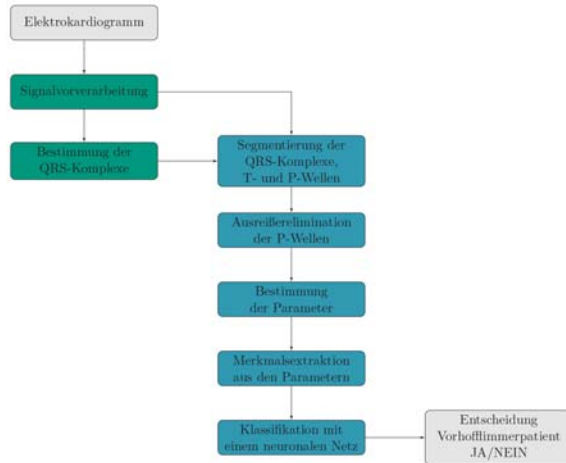 Elektrokardiogramm
Signalvorverarbeitung
Bestimmung der
QRS-Komplexe
Segmentierung der
QRS-Komplexe,
T- und P-Wellen
Ausreißerelimination
der P-Wellen
Bestimmung
der Parameter
Merkmalsextraktion
aus den Parametern
Klassifikation mit
einem neuronalen Netz
Entscheidung
Vorhofflimmerpatient
JA/NEIN